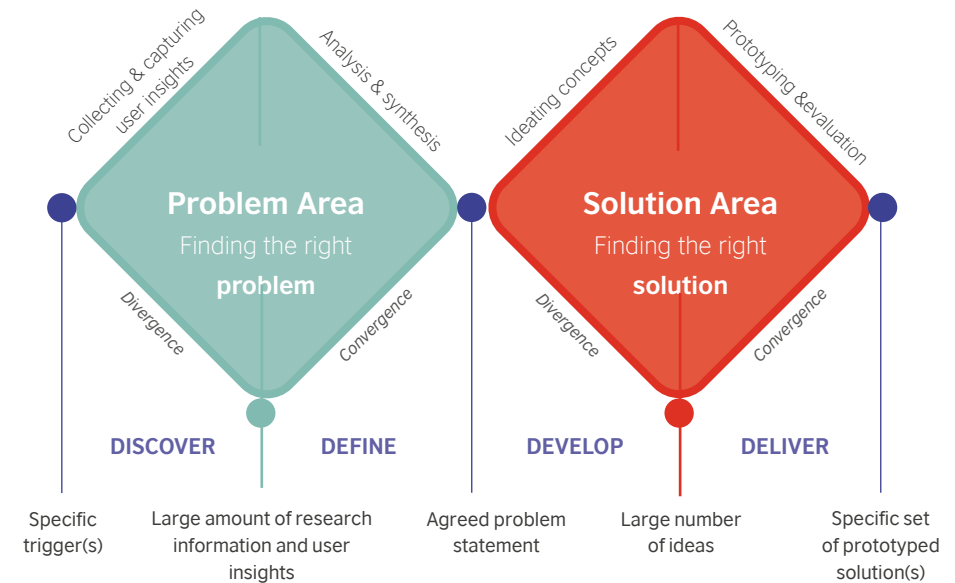 Collecting & capturing
user insights
Analysis & synthesis
Ideating concepts
Prototyping &evaluation
Problem Area
Finding the right
problem
Solution Area
Finding the right
solution
Divergence
Convergence
Divergence
Convergence
DISCOVER
DEFINE
DEVELOP
DELIVER
Specific
trigger(s)
Large amount of research
information and user
insights
Agreed problem
statement
Large number
of ideas
Specific set
of prototyped
solution(s)